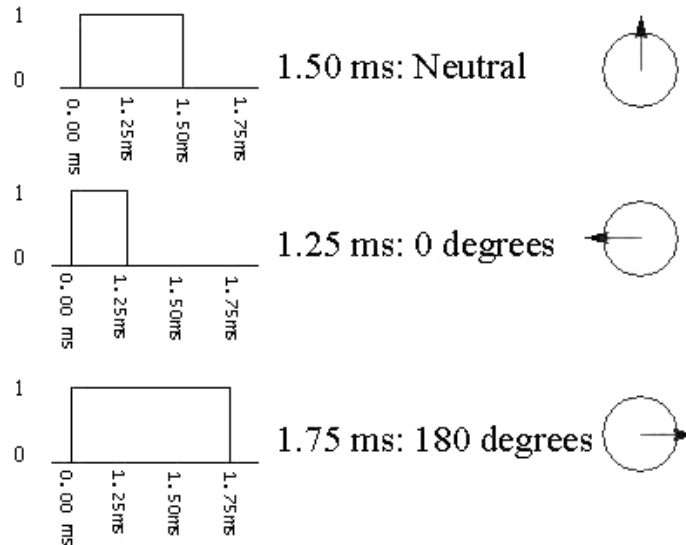 1
0
0.00 ms
1.25ms
1.50ms
1.75ms
1.50 ms: Neutral
1
0
0.00 ms
1.25ms
1.50ms
1.75ms
1.25 ms: 0 degrees
1
0
0.00 ms
1.25ms
1.50ms
1.75ms
1.75 ms: 180 degrees